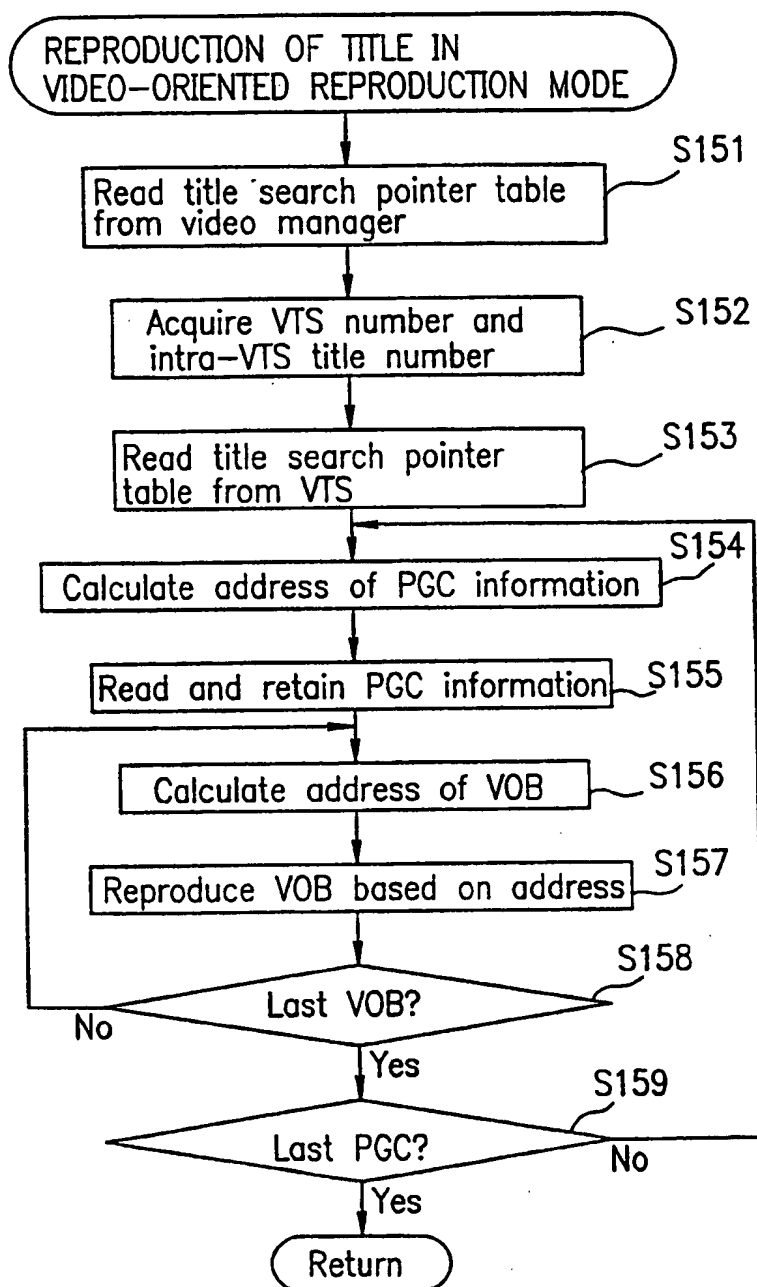 REPRODUCTION OF TITLE IN
VIDEO-ORIENTED REPRODUCTION MODE
S151
Read title search pointer table
from video manager
S152
Acquire VTS number and
intra-VTS title number
S153
Read title search pointer
table from VTS
S154
Calculate address of PGC information
S155
Read and retain PGC information
S156
Calculate address of VOB
S157
Reproduce VOB based on address
S158
Last VOB?
No
Yes
S159
Last PGC?
No
Yes
Return